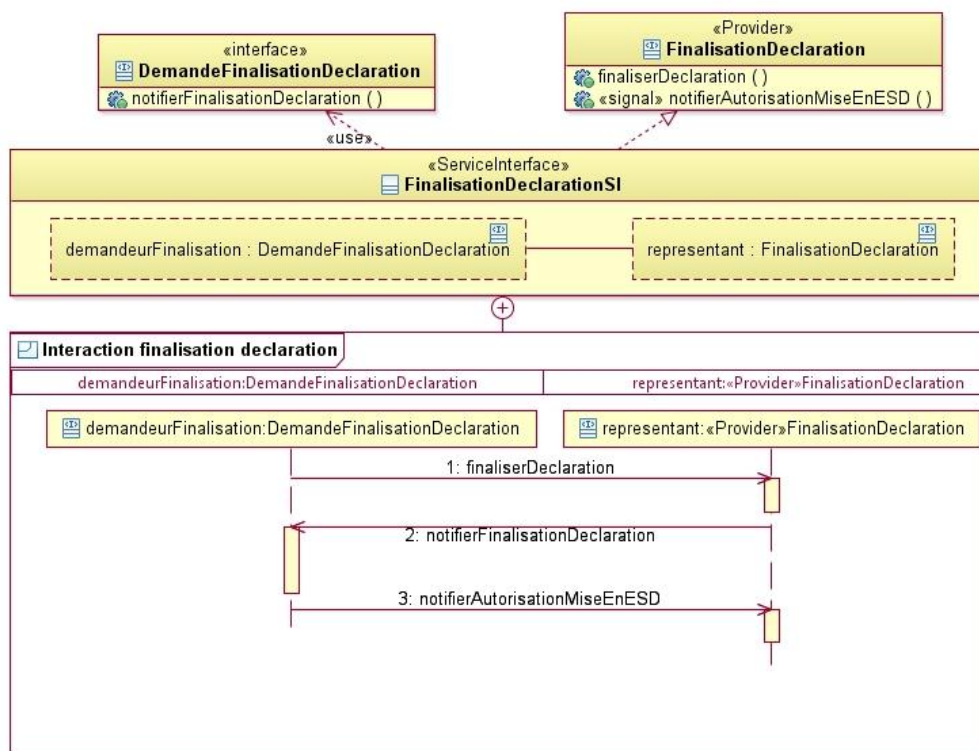 «interface»
DemandeFinalisationDeclaration
notifierFinalisationDeclaration ( )
«Provider»
FinalisationDeclaration
finaliserDeclaration ( )
«signal» notifierAutorisationMiseEnESD ( )
«use»
«ServiceInterface»
FinalisationDeclarationSI
demandeurFinalisation : DemandeFinalisationDeclaration
representant : FinalisationDeclaration
Interaction finalisation declaration
demandeurFinalisation:DemandeFinalisationDeclaration
representant:«Provider»FinalisationDeclaration
demandeurFinalisation:DemandeFinalisationDeclaration
representant:«Provider»FinalisationDeclaration
1: finaliserDeclaration
2: notifierFinalisationDeclaration
3: notifierAutorisationMiseEnESD